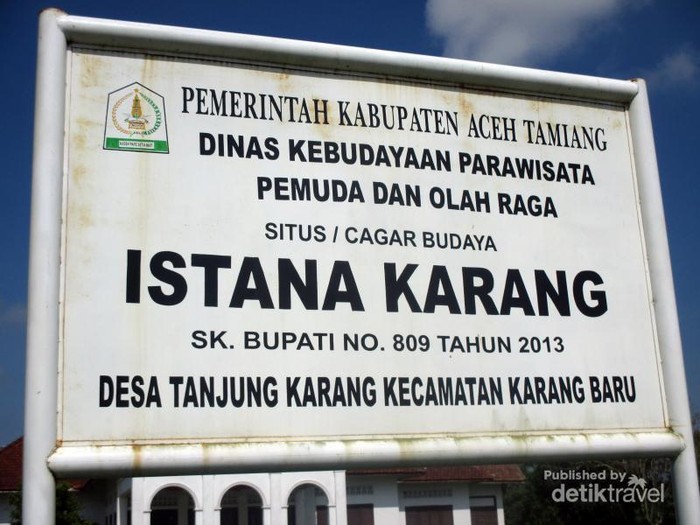 PEMERINTAH KABUPATEN ACEH TAMIANG
DINAS KEBUDAYAAN PARAWISATA
PEMUDA DAN OLAH RAGA
SITUS / CAGAR BUDAYA
ISTANA KARANG
SK. BUPATI NO. 809 TAHUN 2013
DESA TANJUNG KARANG KECAMATAN KARANG BARU
Published by
detiktravel